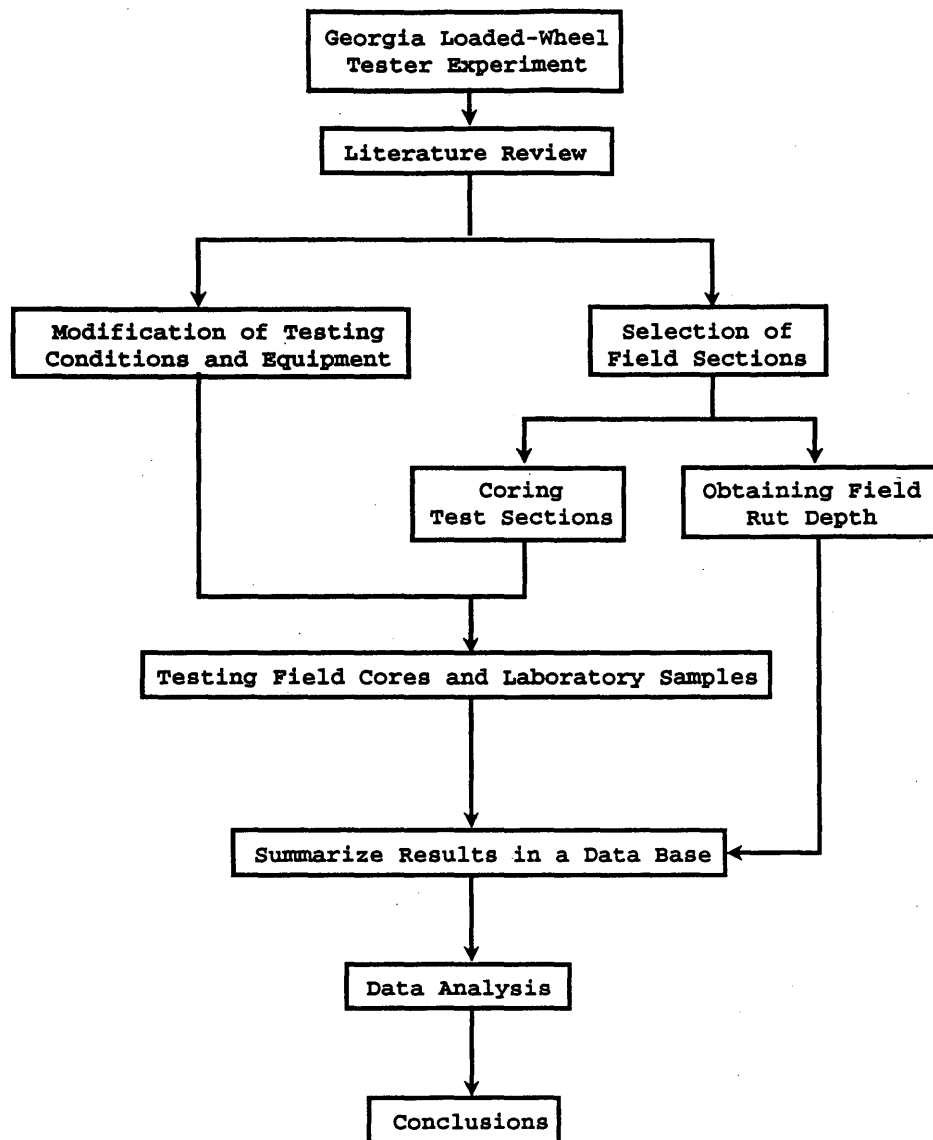 Georgia Loaded-Wheel
Tester Experiment
Literature Review
Modification of Testing
Conditions and Equipment
Selection of
Field Sections
Coring
Test Sections
Obtaining Field
Rut Depth
Testing Field Cores and Laboratory Samples
Summarize Results in a Data Base
Data Analysis
Conclusions